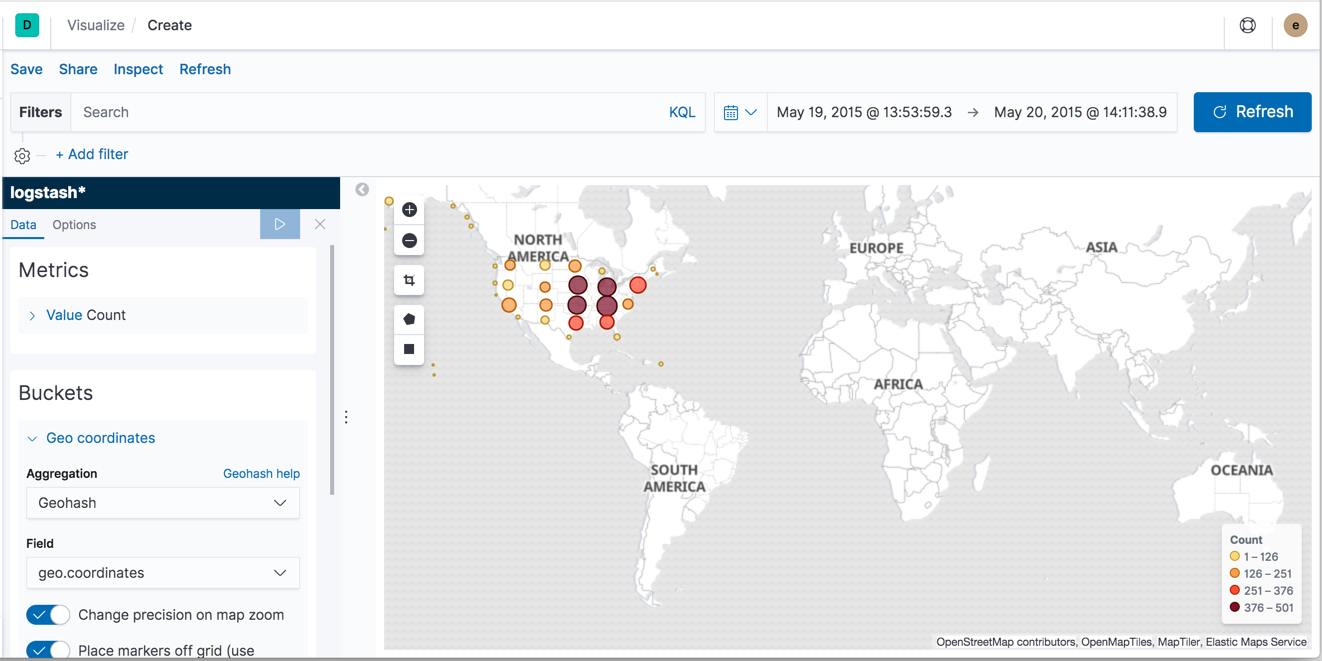 D Visualize / Create e
Save Share Inspect Refresh
Filters Search KQL May 19, 2015 @ 13:53:59.3 → May 20, 2015 @ 14:11:38.9 Refresh
+ Add filter
logstash*
Data Options
Metrics
Value Count
Buckets
Geo coordinates
Aggregation Geohash help
Geohash
Field
geo.coordinates
Change precision on map zoom
Place markers off grid (use
NORTH
AMERICA
EUROPE
ASIA
AFRICA
SOUTH
AMERICA
OCEANIA
Count
1 – 126
126 – 251
251 – 376
376 – 501
OpenStreetMap contributors, OpenMapTiles, MapTiler, Elastic Maps Service